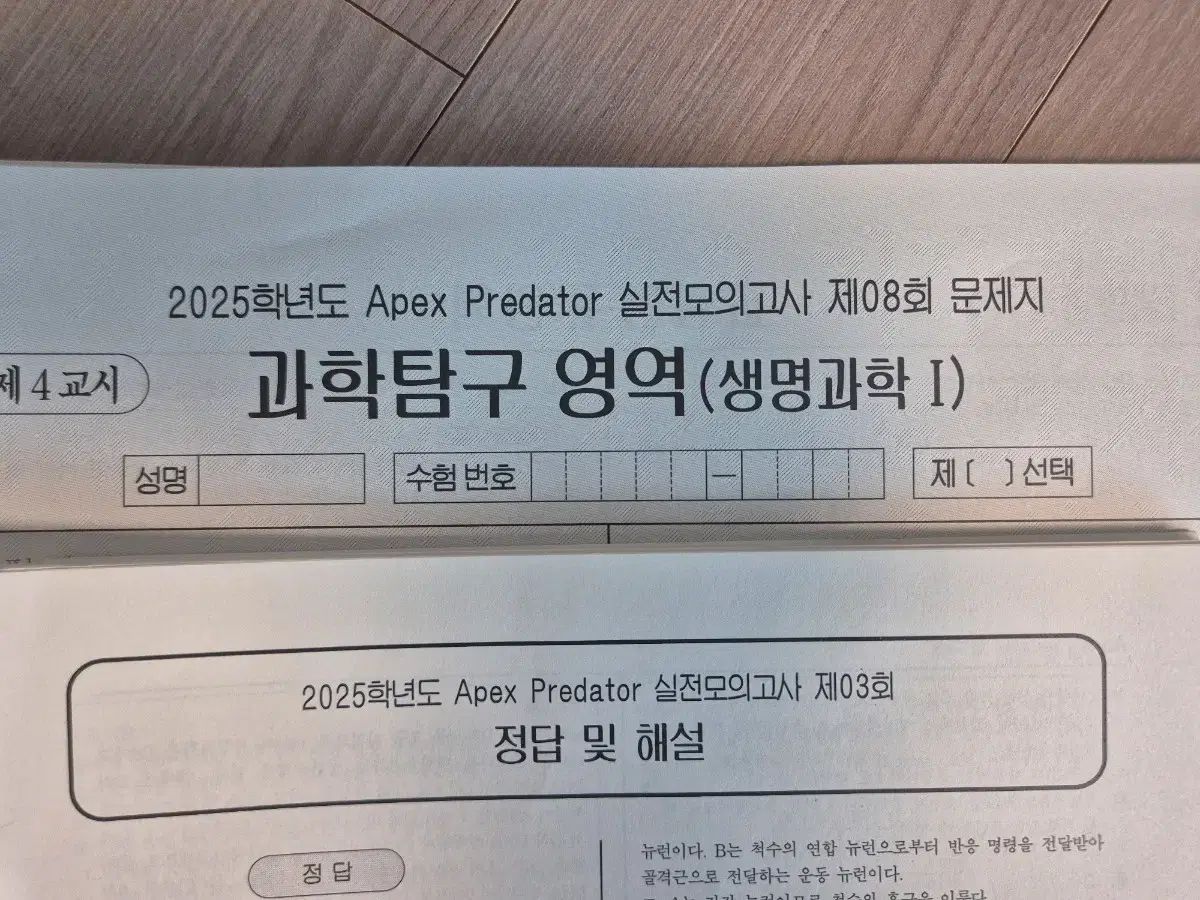 2025학년도 Apex Predator 실전모의고사 제08회 문제지
제 4 교시
과학탐구 영역(생명과학 I)
성명
수험 번호
제 [ ] 선택
2025학년도 Apex Predator 실전모의고사 제03회
정답 및 해설
정 답
뉴런이다. B는 척수의 연합 뉴런으로부터 반응 명령을 전달받아
골격근으로 전달하는 운동 뉴런이다.